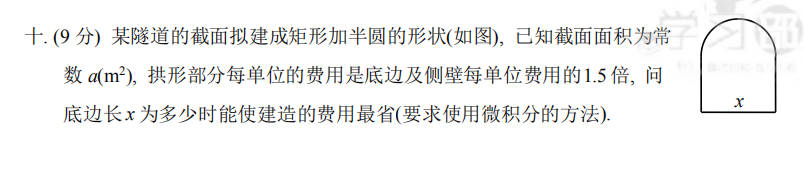 十. (9 分) 某隧道的截面拟建成矩形加半圆的形状(如图), 已知截面面积为常
数 a(m²), 拱形部分每单位的费用是底边及侧壁每单位费用的1.5 倍, 问
底边长 x 为多少时能使建造的费用最省(要求使用微积分的方法).
x